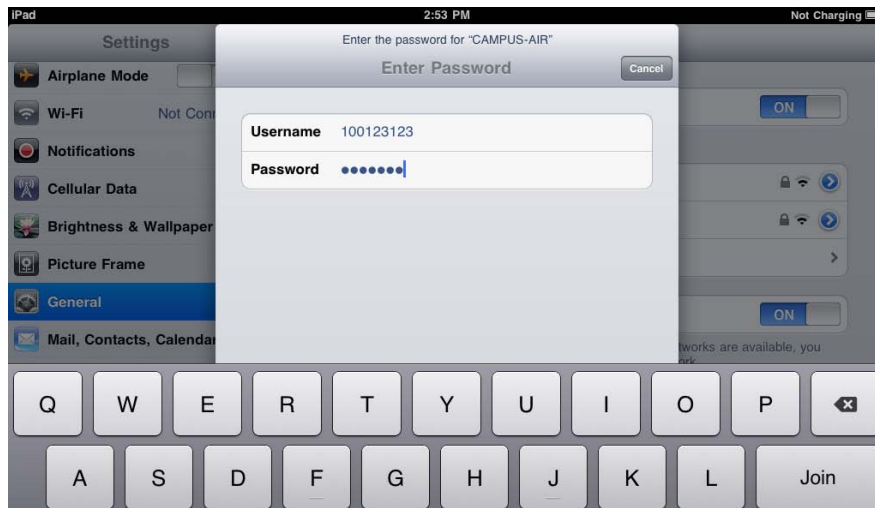 iPad 2:53 PM Not Charging
Settings
Enter the password for “CAMPUS-AIR”
Enter Password
Cancel
Airplane Mode
Wi-Fi Not Conn
ON
Username 100123123
Notifications
Password
Cellular Data
Brightness & Wallpaper
Picture Frame
General
ON
Mail, Contacts, Calendar
tworks are available, you
Q W E R T Y U I O P
A S D F G H J K L Join